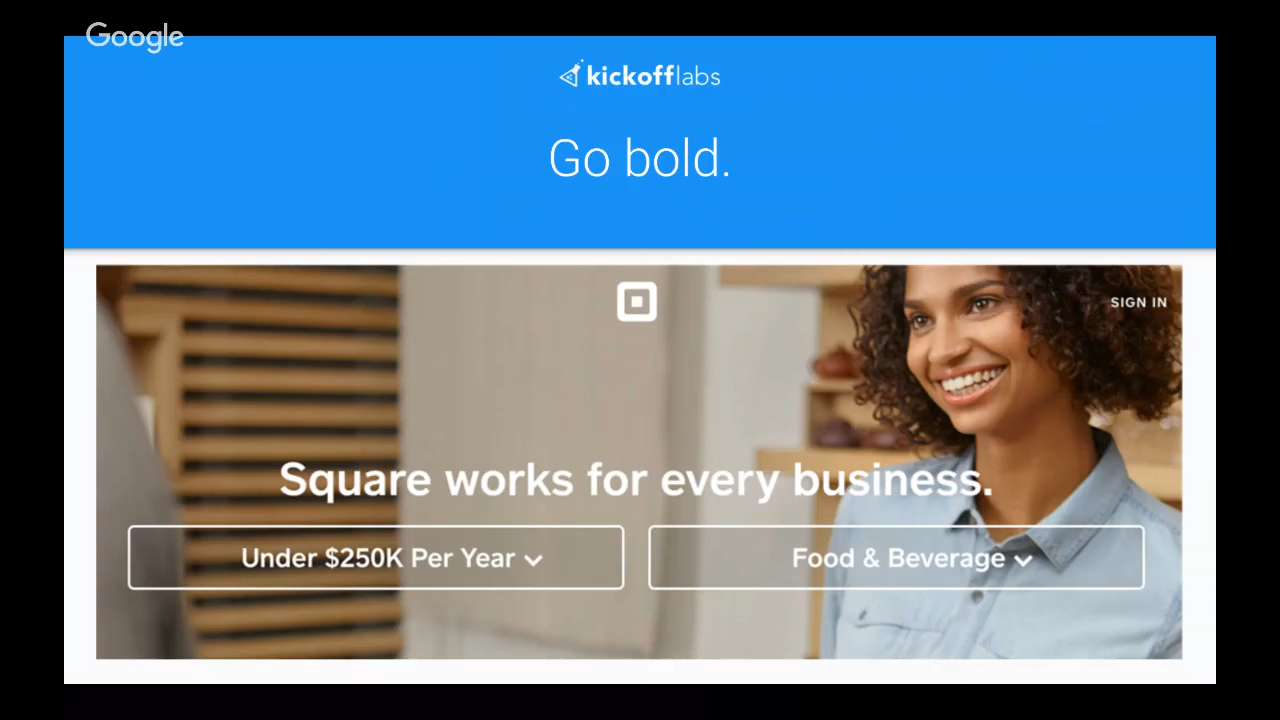 Google
kickofflabs
Go bold.
SIGN IN
Square works for every business.
Under $250K Per Year
Food & Beverage